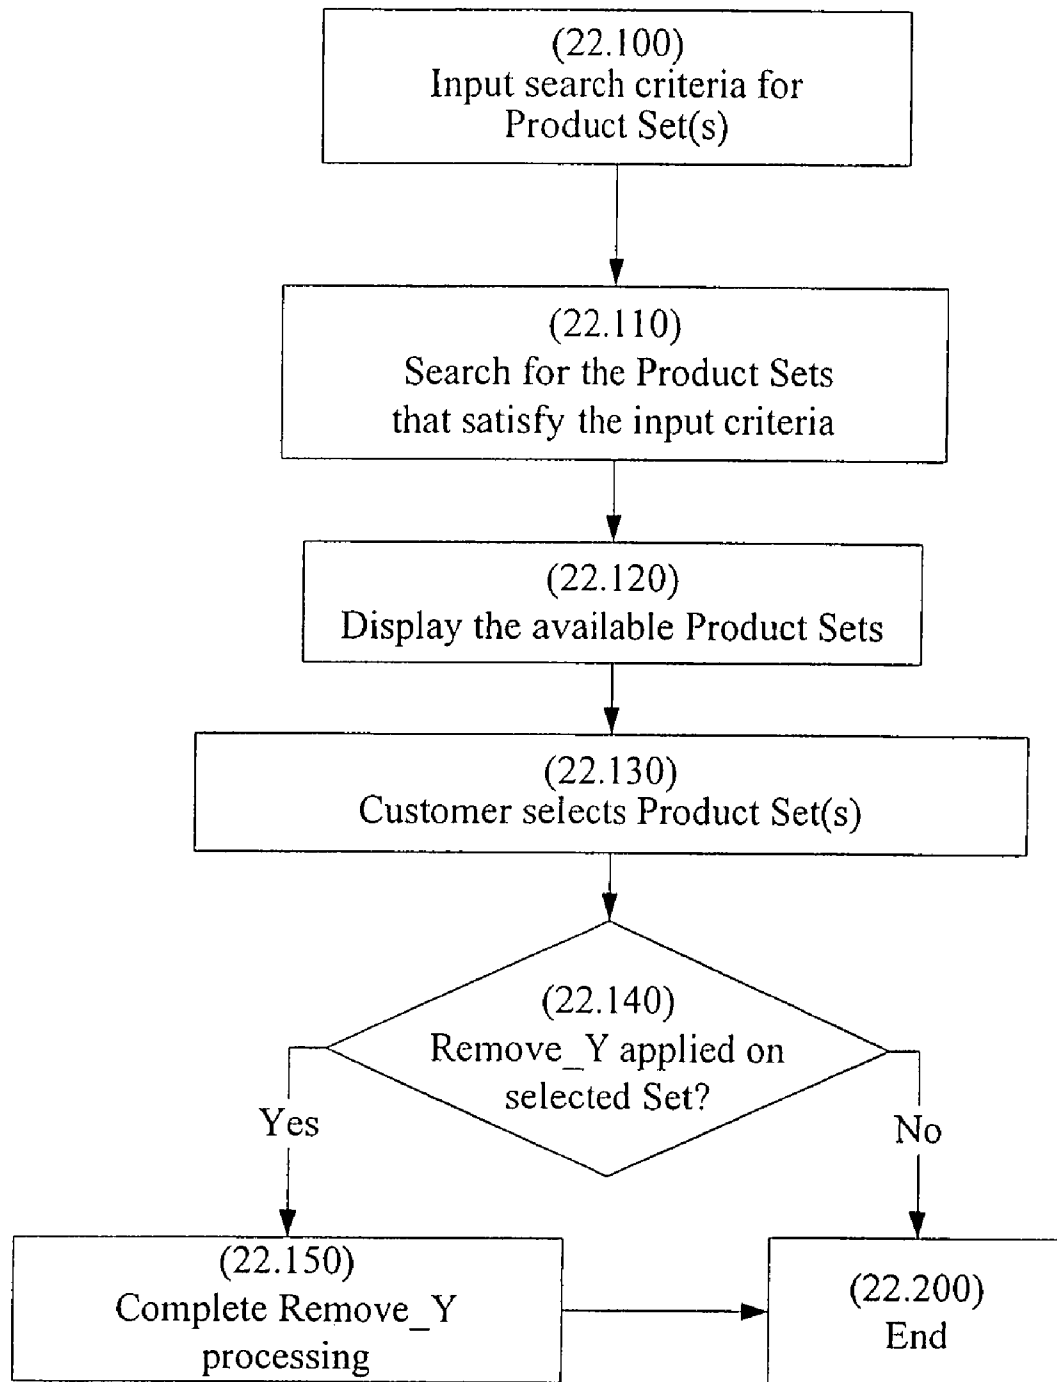 (22.100)
Input search criteria for
Product Set(s)
(22.110)
Search for the Product Sets
that satisfy the input criteria
(22.120)
Display the available Product Sets
(22.130)
Customer selects Product Set(s)
(22.140)
Remove_Y applied on
selected Set?
Yes
No
(22.150)
Complete Remove_Y
processing
(22.200)
End